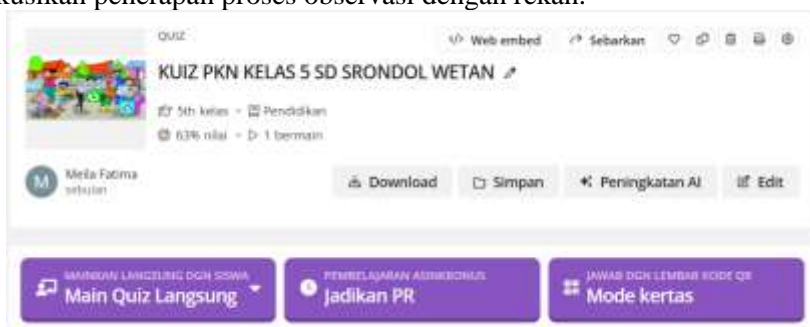 kusikan penerapan proses observasi dengan rekan.
QUIZ
Web embed
Sebarkan
KUIZ PKN KELAS 5 SD SRONDOL WETAN
5th kelas
Pendidikan
63% nilai
1 bermain
M
Meila Fatima
sebulan
Download
Simpan
Peningkatan AI
Edit
MAINKAN LANGSUNG DGN SISWA
Main Quiz Langsung
PEMBELAJARAN ASINKRONUS
Jadikan PR
JAWAB DGN LEMBAR KODE QR
Mode kertas